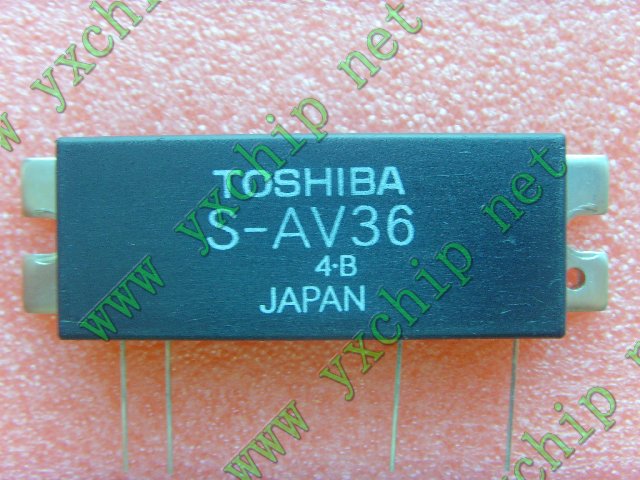 TOSHIBA
S-AV36
4-B
JAPAN
www yxchip net
www yxchip net
www yxchip net